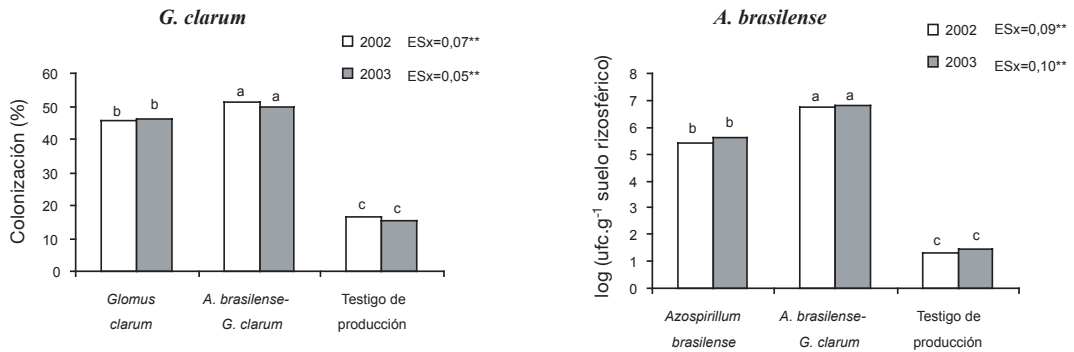 G. clarum
2002 ESx=0,07**
2003 ESx=0,05**
Colonización (%)
60
50
40
30
20
10
0
b b
a a
c c
Glomus clarum
A. brasilense-G. clarum
Testigo de producción
A. brasilense
2002 ESx=0,09**
2003 ESx=0,10**
log (ufc.g⁻¹ suelo rizosférico)
8
7
6
5
4
3
2
1
0
b b
a a
c c
Azospirillum brasilense
A. brasilense-G. clarum
Testigo de producción